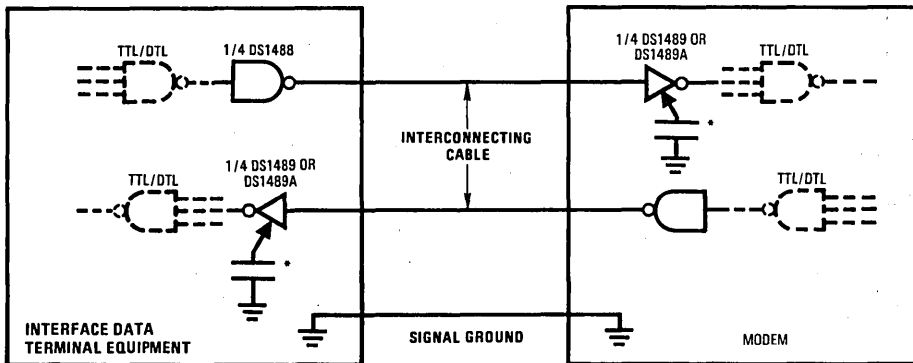 TTL/DTL
1/4 DS1488
1/4 DS1489 OR
DS1489A
TTL/DTL
*
INTERCONNECTING
CABLE
1/4 DS1489 OR
DS1489A
TTL/DTL
*
TTL/DTL
INTERFACE DATA
TERMINAL EQUIPMENT
SIGNAL GROUND
MODEM